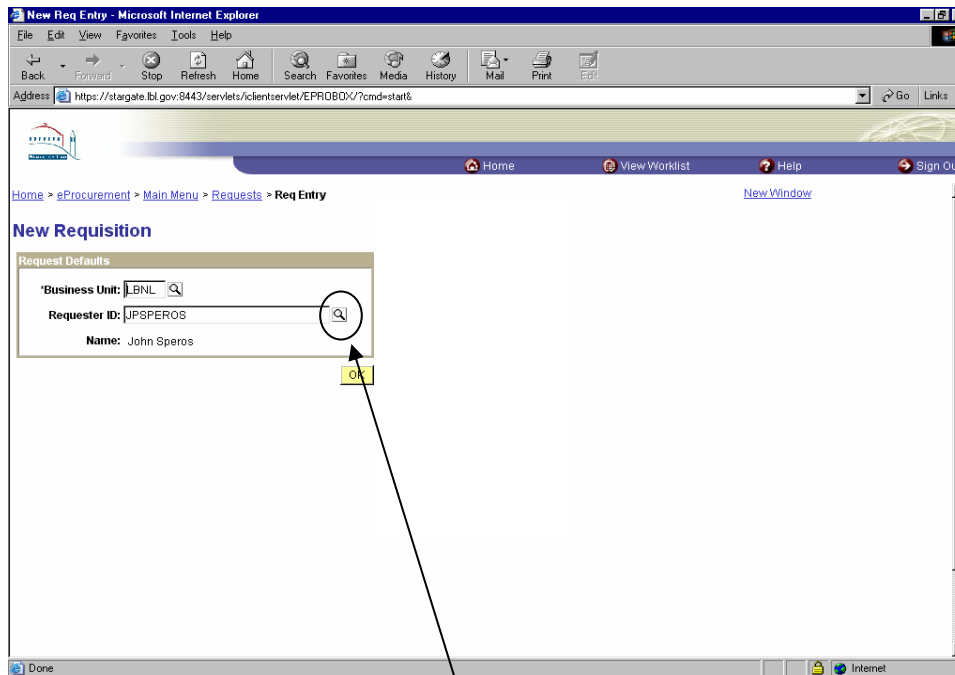 New Req Entry - Microsoft Internet Explorer
File Edit View Favorites Tools Help
Back Forward Stop Refresh Home Search Favorites Media History Mail Print Edit
Address https://stargate.lbl.gov:8443/servlets/iclientservlet/EPROBOX/?cmd=start& Go Links
Home View Worklist Help Sign Ou
Home > eProcurement > Main Menu > Requests > Req Entry New Window
New Requisition
Request Defaults
*Business Unit: LBNL
Requester ID: JPSPEROS
Name: John Speros
OK
Done Internet